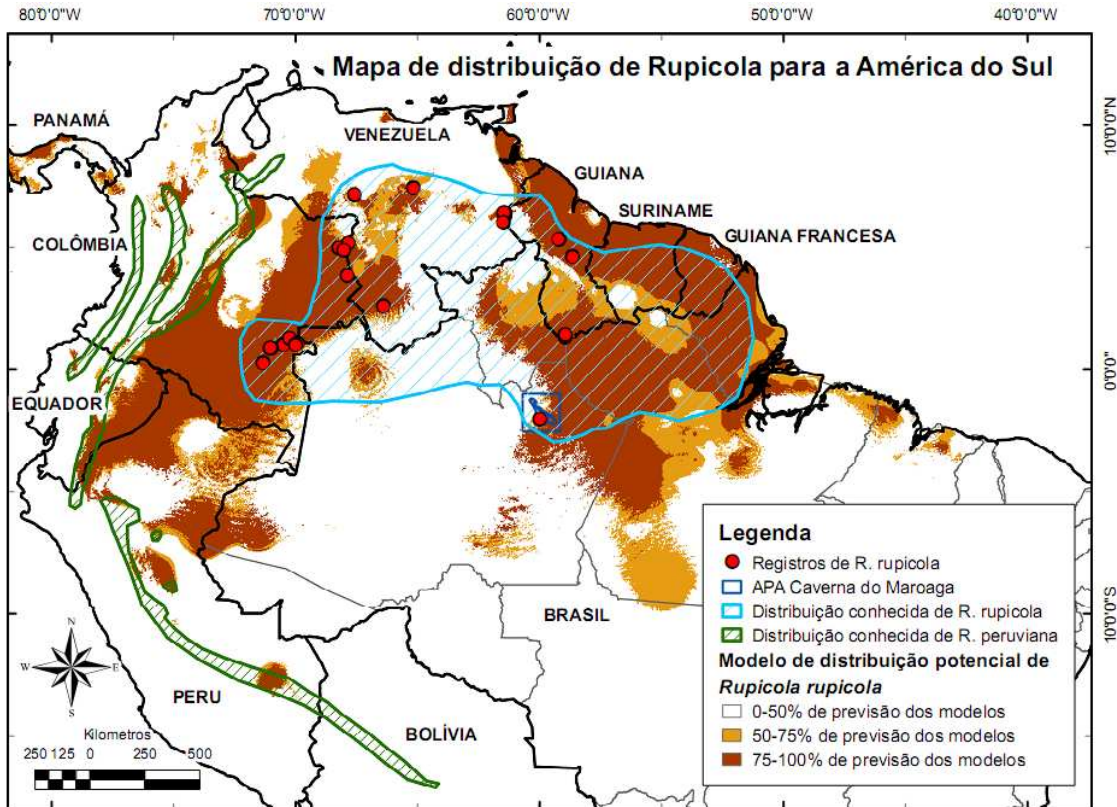 80°0'0"W 70°0'0"W 60°0'0"W 50°0'0"W 40°0'0"W
Mapa de distribuição de Rupicola para a América do Sul
10°0'0"N
PANAMÁ
VENEZUELA
GUIANA
SURINAME
COLÔMBIA
GUIANA FRANCESA
0°0'0"
EQUADOR
Legenda
Registros de R. rupicola
APA Caverna do Maroaga
Distribuição conhecida de R. rupicola
Distribuição conhecida de R. peruviana
Modelo de distribuição potencial de
Rupicola rupicola
0-50% de previsão dos modelos
50-75% de previsão dos modelos
75-100% de previsão dos modelos
BRASIL
10°0'0"S
N
W E
S
PERU
BOLÍVIA
Kilometros
250 125 0 250 500